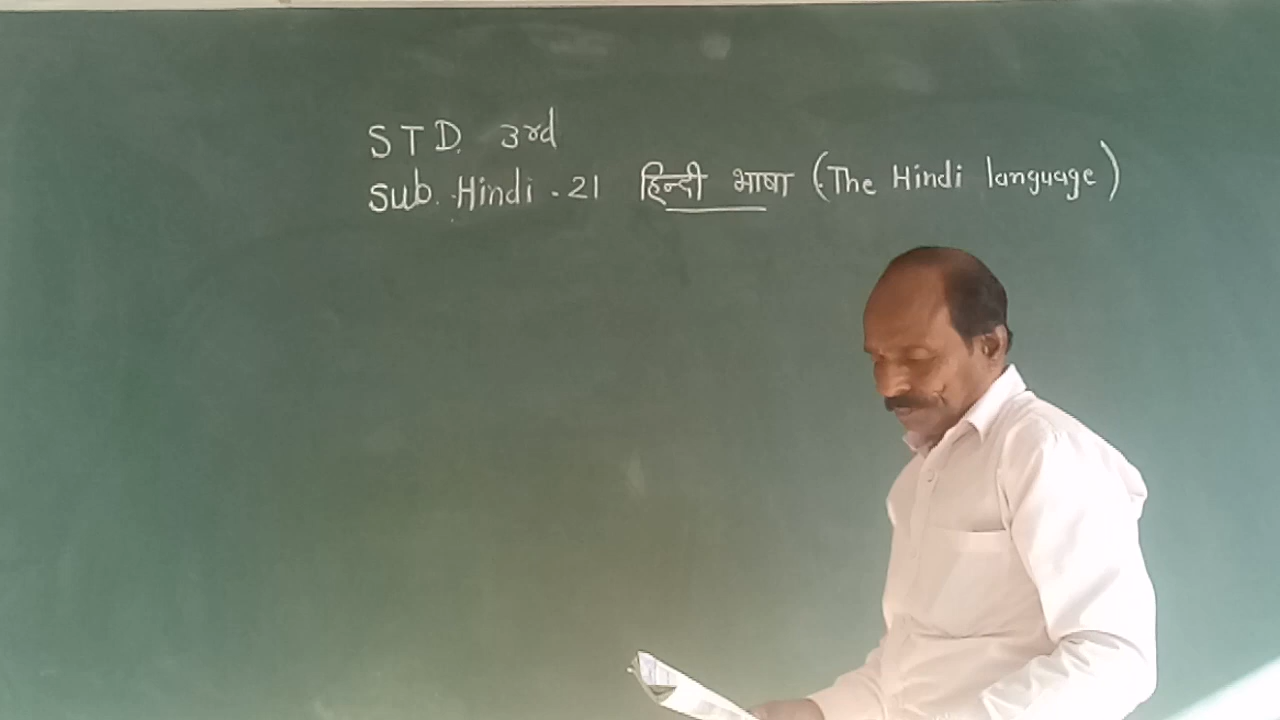 STD. 3rd
Sub. Hindi - 21 हिन्दी भाषा (The Hindi language)